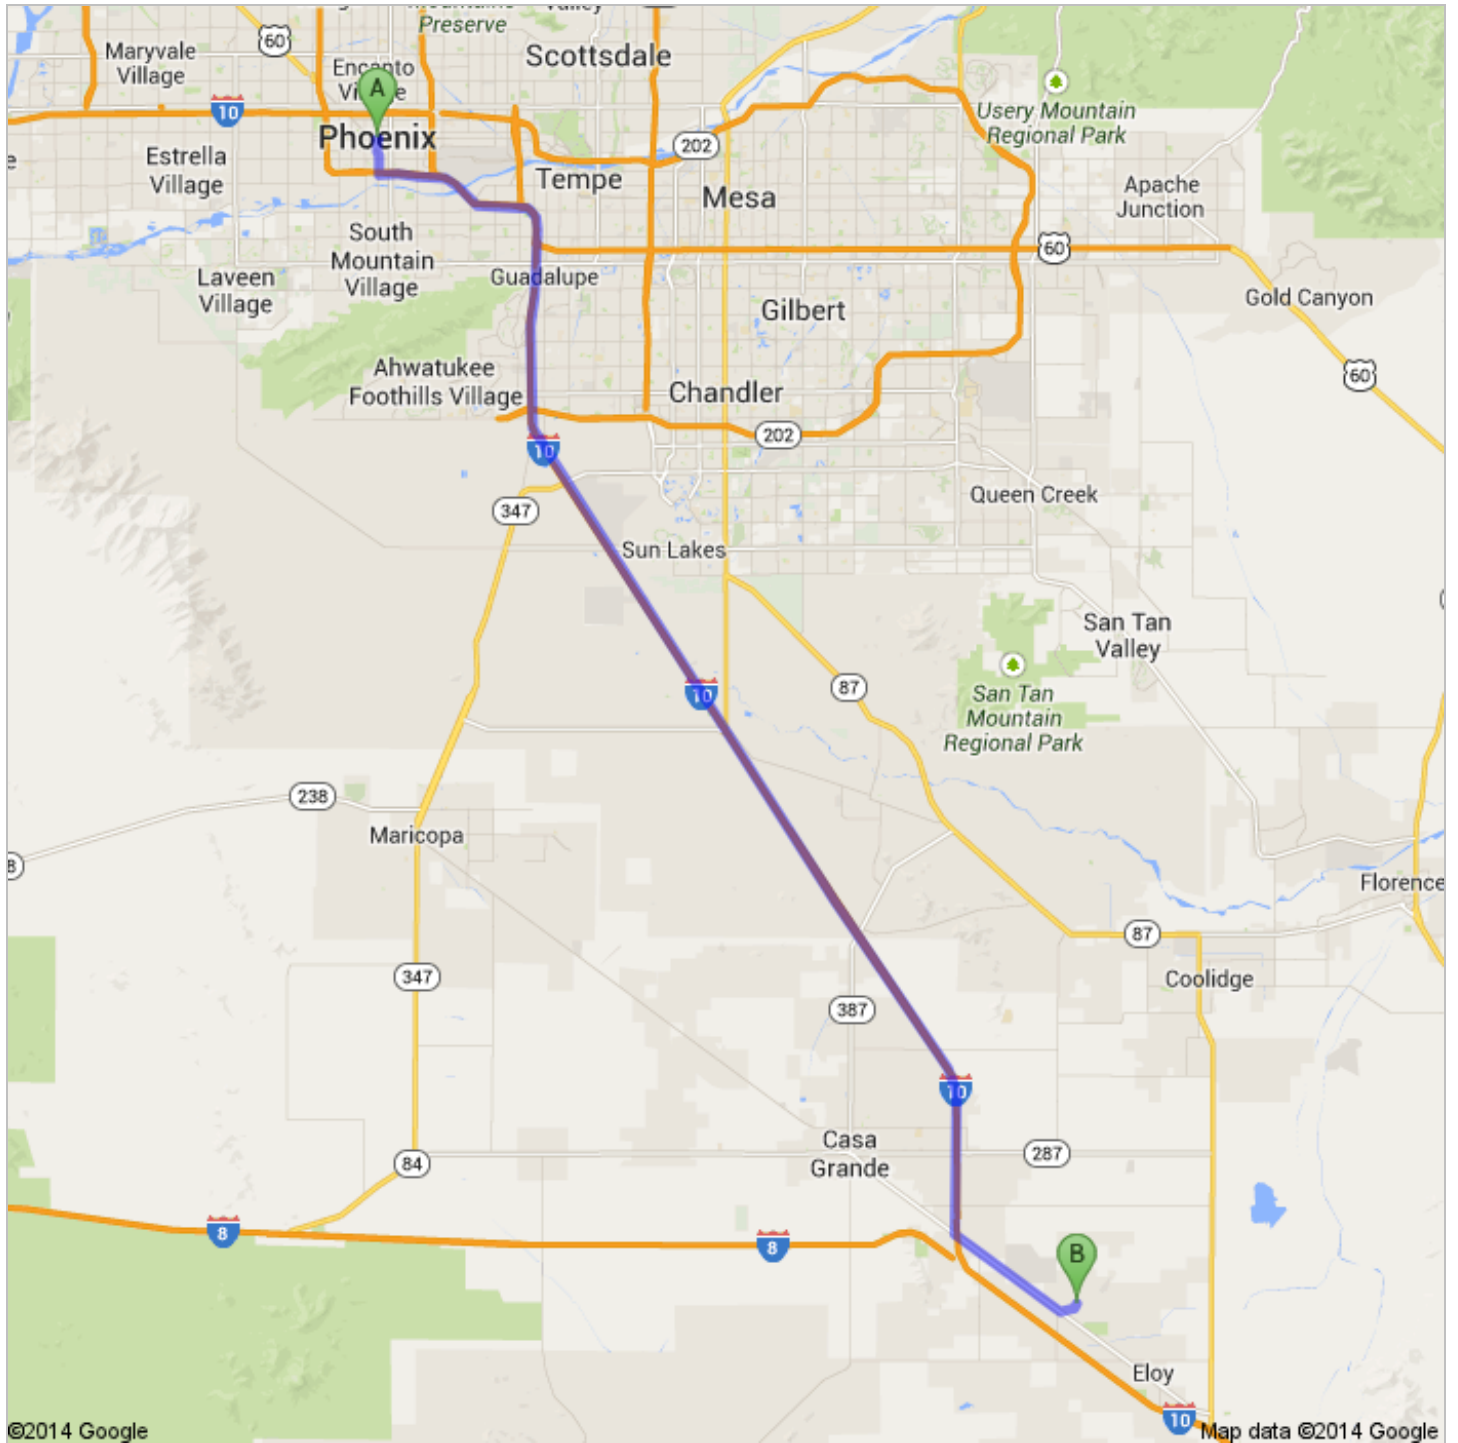 Preserve
Valley
Scottsdale
60
Maryvale
Village
Encanto
Village
A
10
Phoenix
Usery Mountain
Regional Park
202
Estrella
Village
Tempe
Mesa
Apache
Junction
South
Mountain
Village
60
Laveen
Village
Guadalupe
Gilbert
Gold Canyon
Ahwatukee
Foothills Village
Chandler
60
202
10
347
Queen Creek
Sun Lakes
San Tan
Valley
87
10
San Tan
Mountain
Regional Park
238
Maricopa
8
Florence
87
347
Coolidge
387
10
Casa
Grande
287
84
8
8
B
Eloy
10
©2014 Google
Map data ©2014 Google